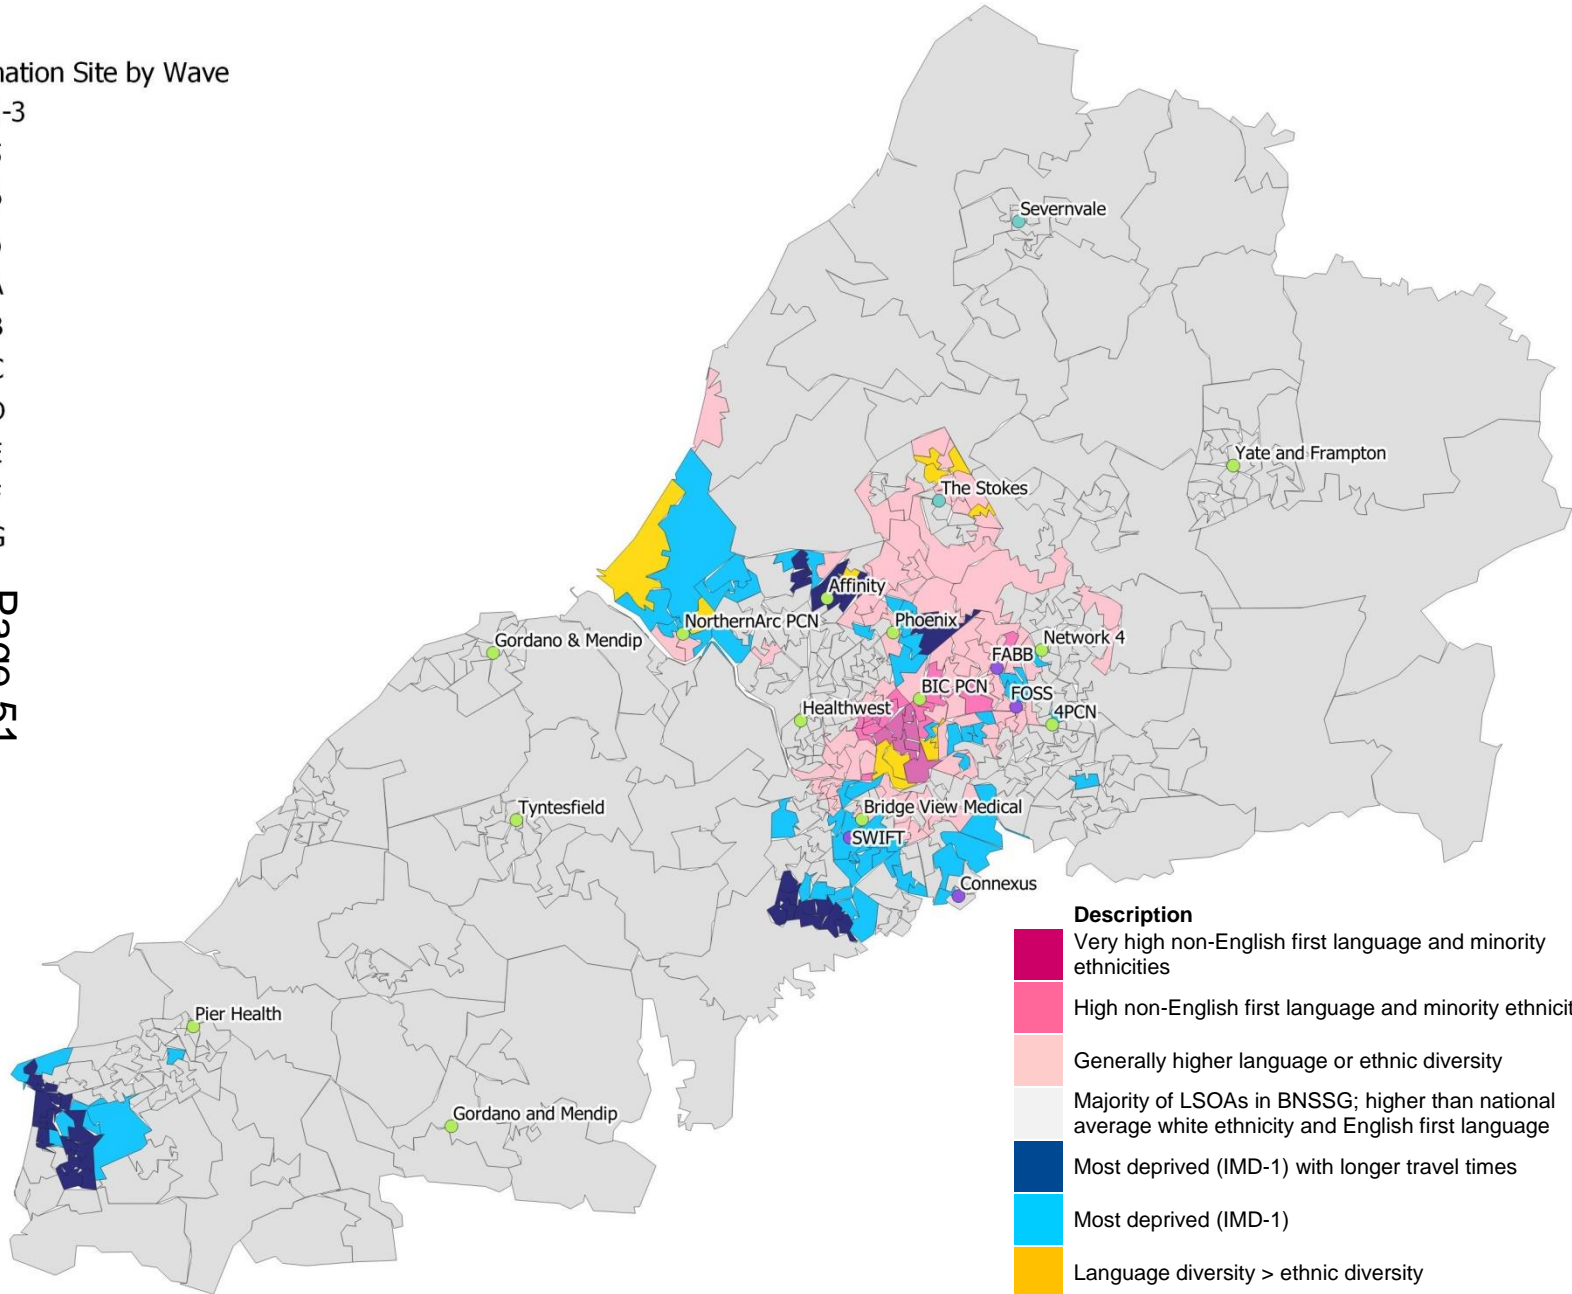 nation Site by Wave
-3
Page 51
Severnvale
Yate and Frampton
The Stokes
Affinity
NorthernArc PCN
Phoenix
Gordano & Mendip
Network 4
FABB
BIC PCN
FOSS
Healthwest
4PCN
Tyntesfield
Bridge View Medical
SWIFT
Connexus
Pier Health
Gordano and Mendip
Description
Very high non-English first language and minority
ethnicities
High non-English first language and minority ethnicit
Generally higher language or ethnic diversity
Majority of LSOAs in BNSSG; higher than national
average white ethnicity and English first language
Most deprived (IMD-1) with longer travel times
Most deprived (IMD-1)
Language diversity > ethnic diversity